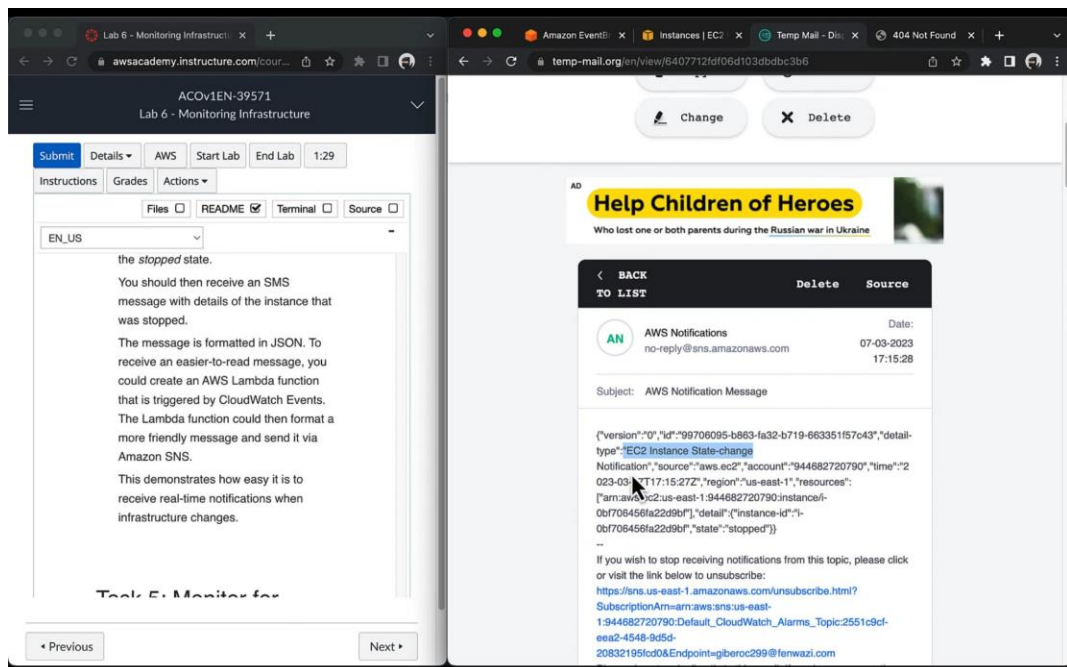 Lab 6 - Monitoring Infrastructu
awsacademy.instructure.com/cour...
ACOv1EN-39571
Lab 6 - Monitoring Infrastructure
Submit Details AWS Start Lab End Lab 1:29
Instructions Grades Actions
Files README Terminal Source
EN_US
the stopped state.
You should then receive an SMS
message with details of the instance that
was stopped.
The message is formatted in JSON. To
receive an easier-to-read message, you
could create an AWS Lambda function
that is triggered by CloudWatch Events.
The Lambda function could then format a
more friendly message and send it via
Amazon SNS.
This demonstrates how easy it is to
receive real-time notifications when
infrastructure changes.
Task 5: Monitor for
Previous Next
Amazon EventBr Instances | EC2 Temp Mail - Disp 404 Not Found
temp-mail.org/en/view/6407712fdf06d103dbdbc3b6
Change Delete
AD
Help Children of Heroes
Who lost one or both parents during the Russian war in Ukraine
BACK
TO LIST
Delete Source
AN
AWS Notifications
no-reply@sns.amazonaws.com
Date:
07-03-2023
17:15:28
Subject: AWS Notification Message
{"version":"0","id":"99706095-b863-fa32-b719-663351f57c43","detail-
type":"EC2 Instance State-change
Notification","source":"aws.ec2","account":"944682720790","time":"2
023-03-07T17:15:27Z","region":"us-east-1","resources":
["arn:aws:ec2:us-east-1:944682720790:instance/i-
0bf706456fa22d9bf"],"detail":{"instance-id":"i-
0bf706456fa22d9bf","state":"stopped"}}
--
If you wish to stop receiving notifications from this topic, please click
or visit the link below to unsubscribe:
https://sns.us-east-1.amazonaws.com/unsubscribe.html?
SubscriptionArn=arn:aws:sns:us-east-
1:944682720790:Default_CloudWatch_Alarms_Topic:2551c9cf-
eea2-4548-9d5d-
20832195fcd0&Endpoint=giberoc299@fenwazi.com